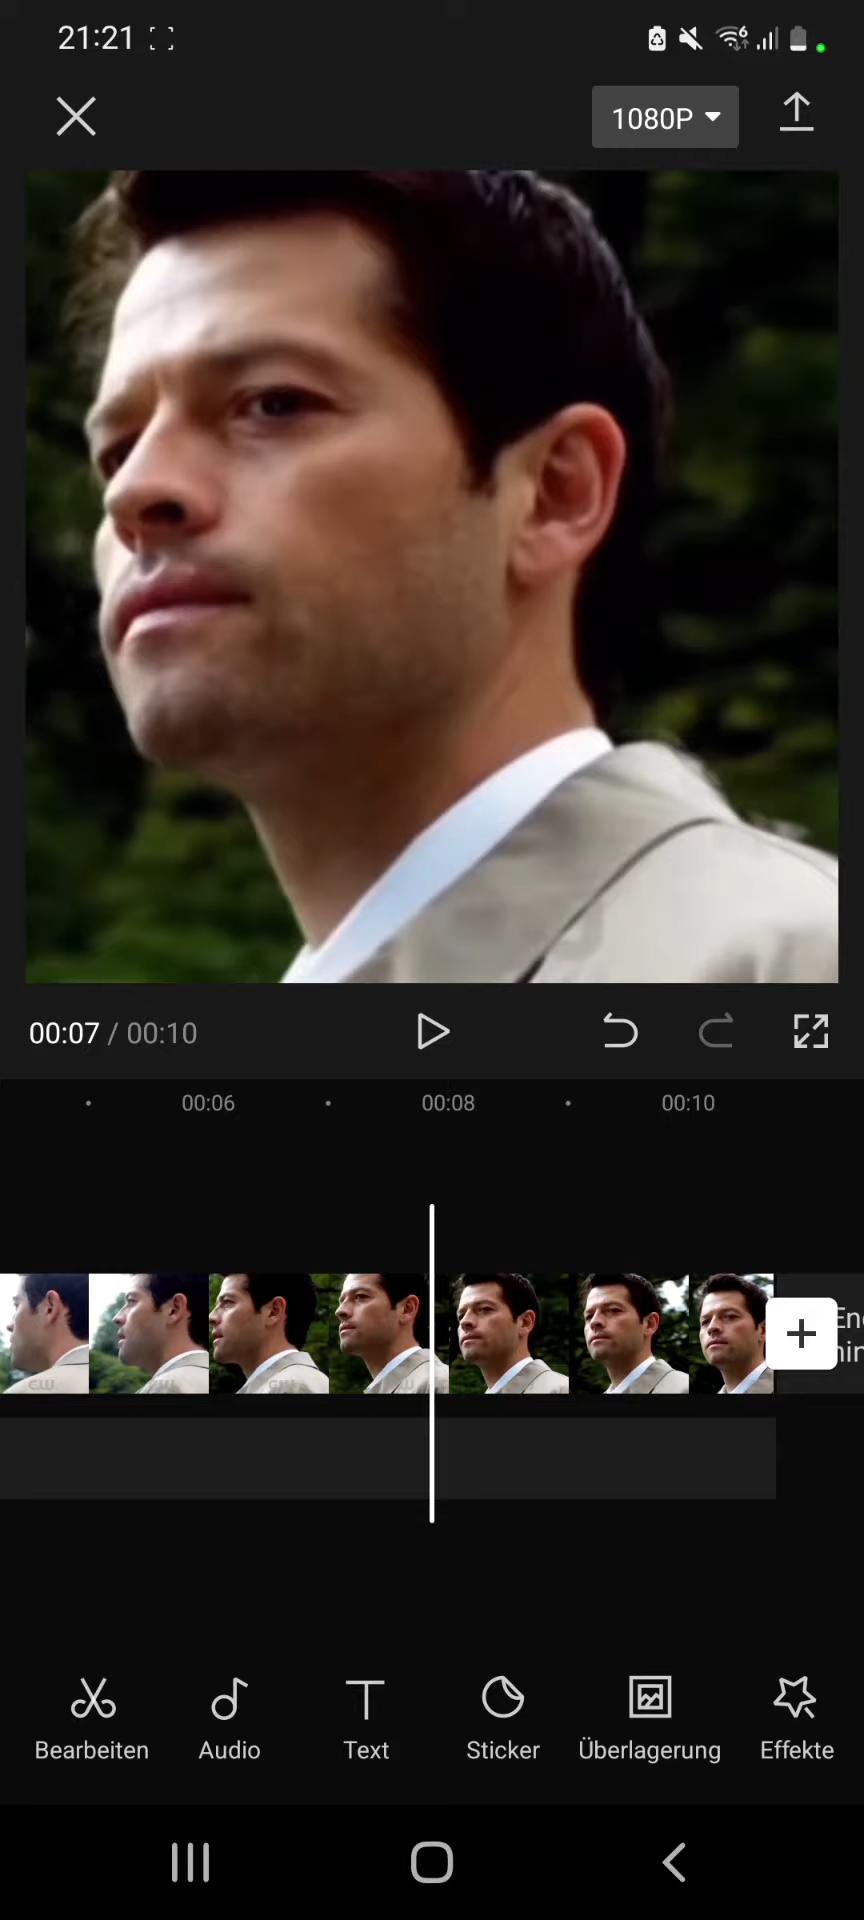 21:21
1080P
00:07 / 00:10
00:06 00:08 00:10
CW
Bearbeiten Audio Text Sticker Überlagerung Effekte